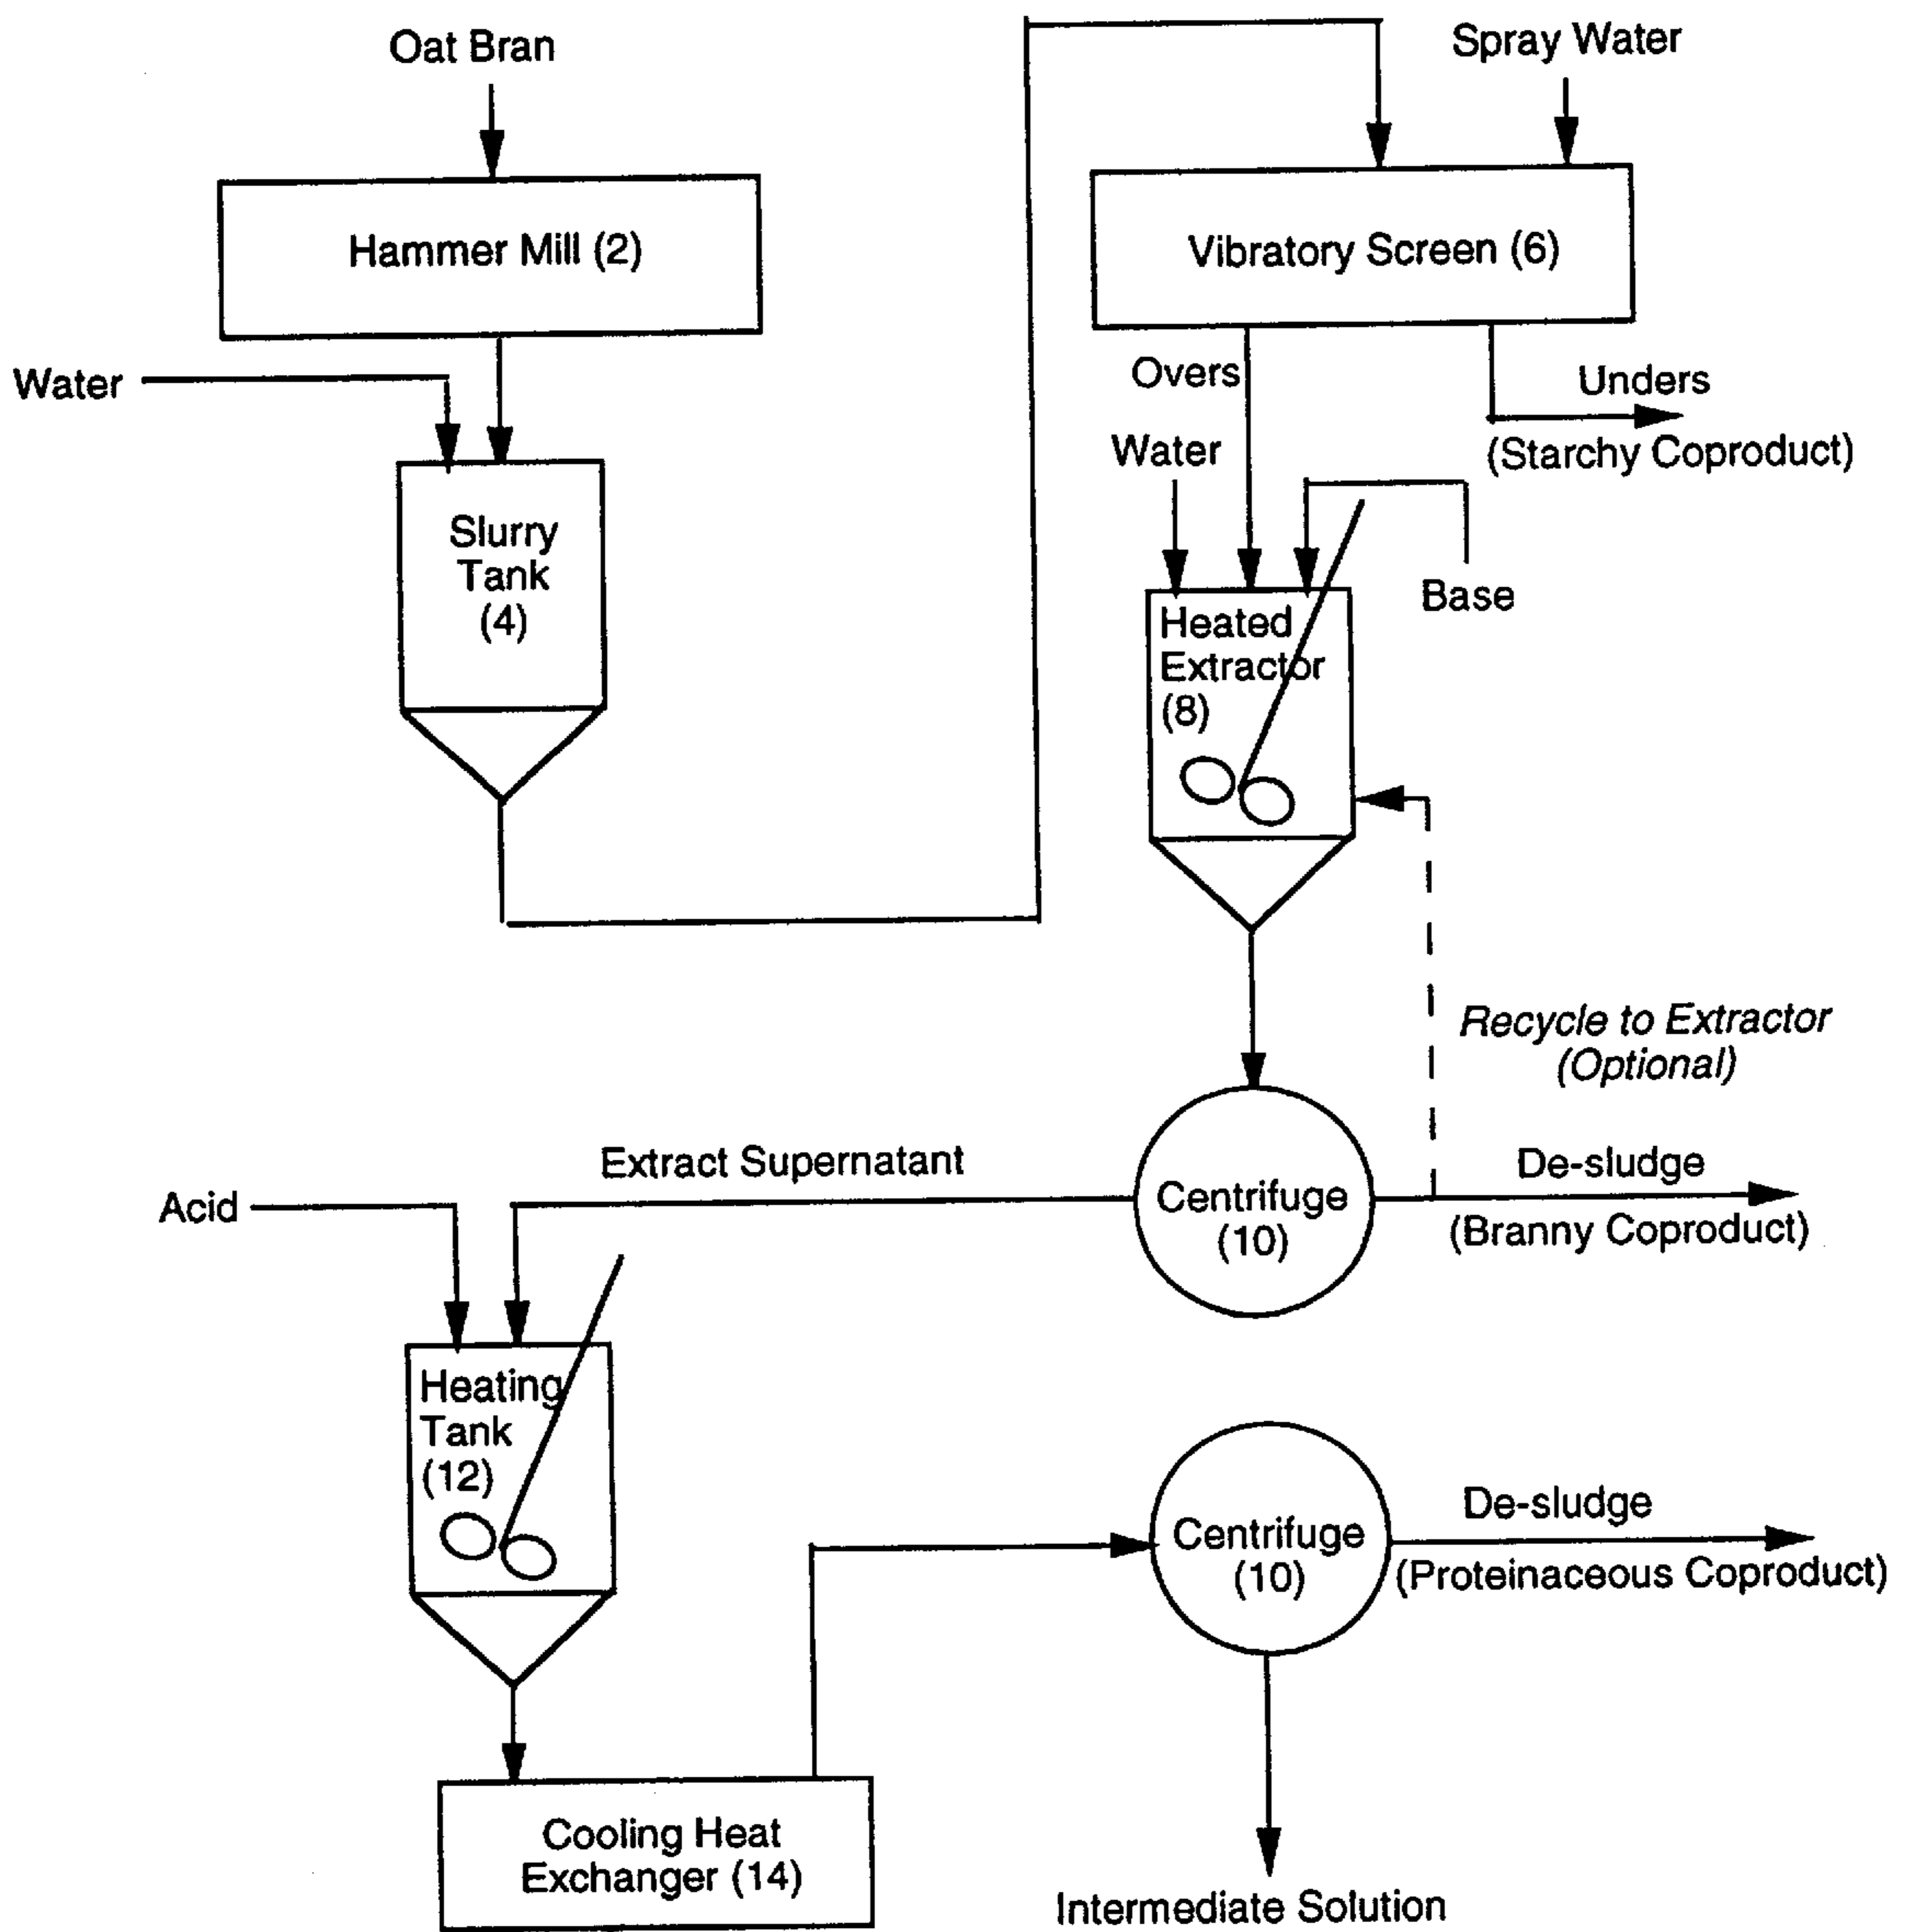 Oat Bran
Hammer Mill (2)
Water
Slurry
Tank
(4)
Spray Water
Vibratory Screen (6)
Overs
Unders
(Starchy Coproduct)
Water
Base
Heated
Extractor
(8)
Recycle to Extractor
(Optional)
Centrifuge
(10)
De-sludge
(Branny Coproduct)
Extract Supernatant
Acid
Heating
Tank
(12)
Cooling Heat
Exchanger (14)
Centrifuge
(10)
De-sludge
(Proteinaceous Coproduct)
Intermediate Solution